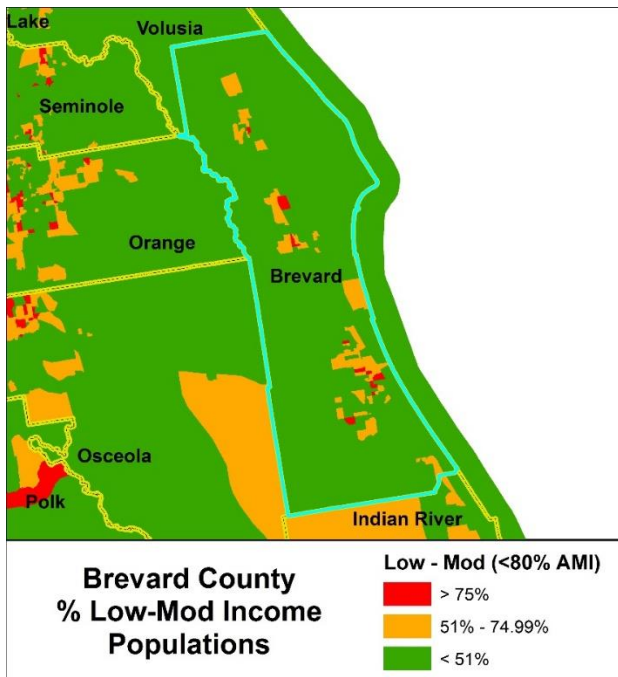 Lake
Volusia
Seminole
Orange
Brevard
Osceola
Polk
Indian River
Brevard County
% Low-Mod Income
Populations
Low - Mod (<80% AMI)
> 75%
51% - 74.99%
< 51%